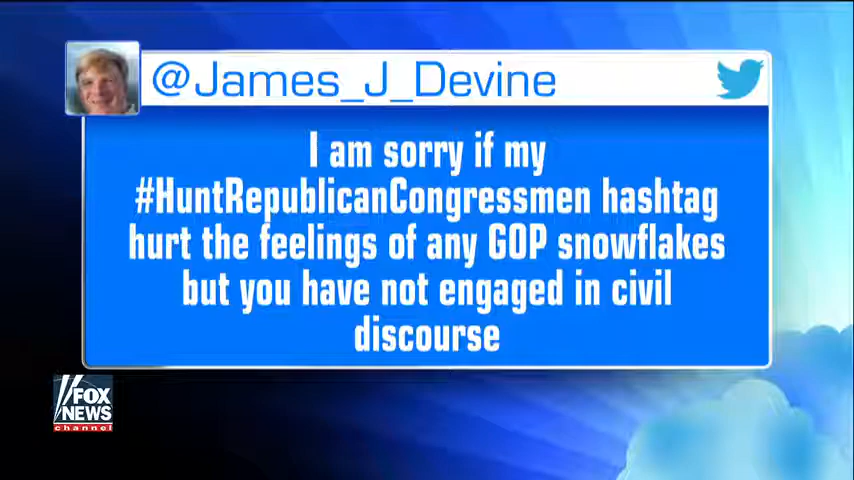 @James_J_Devine
I am sorry if my
#HuntRepublicanCongressmen hashtag
hurt the feelings of any GOP snowflakes
but you have not engaged in civil
discourse
FOX
NEWS
channel